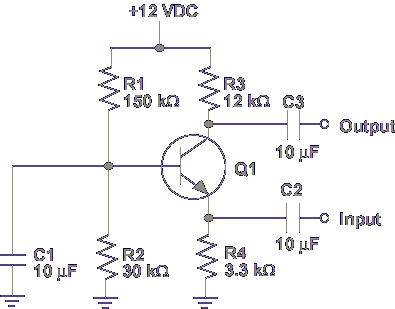 +12 VDC
R1
150 kΩ
R3
12 kΩ
C3
10 μF
Output
Q1
C2
10 μF
Input
C1
10 μF
R2
30 kΩ
R4
3.3 kΩ